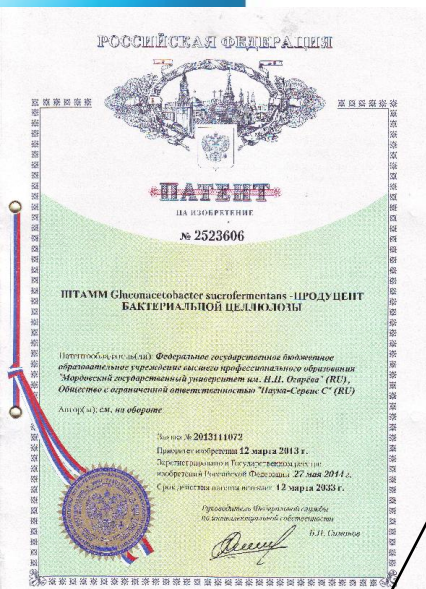 РОССИЙСКАЯ ФЕДЕРАЦИЯ
ПАТЕНТ
НА ИЗОБРЕТЕНИЕ
№ 2523606
ШТАММ Gluconacetobacter sucrofermentans -ПРОДУЦЕНТ
БАКТЕРИАЛЬНОЙ ЦЕЛЛЮЛОЗЫ
Патентообладатель(ли): Федеральное государственное бюджетное
образовательное учреждение высшего профессионального образования
"Мордовский государственный университет им. Н.П. Огарёва" (RU),
Общество с ограниченной ответственностью "Наука-Сервис С" (RU)
Автор(ы): см. на обороте
Заявка № 2013111072
Приоритет изобретения 12 марта 2013 г.
Зарегистрировано в Государственном реестре
изобретений Российской Федерации 27 мая 2014 г.
Срок действия патента истекает 12 марта 2033 г.
Руководитель Федеральной службы
по интеллектуальной собственности
Б.П. Симонов